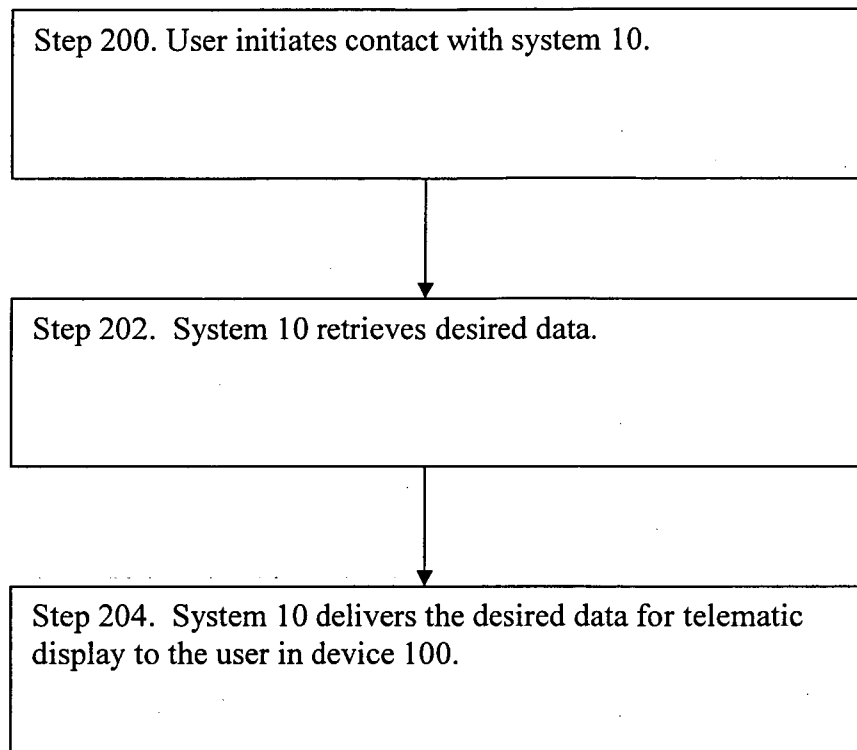 Step 200. User initiates contact with system 10.
Step 202.  System 10 retrieves desired data.
Step 204.  System 10 delivers the desired data for telematic
display to the user in device 100.